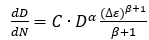 dD/dN = C · D^α (Δε)^(β+1)/(β+1)